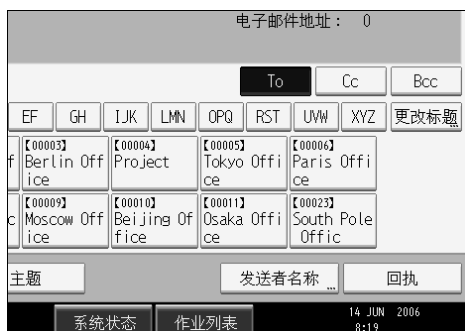 电子邮件地址： 0
To Cc Bcc
EF GH IJK LMN OPQ RST UVW XYZ 更改标题
【00003】 【00004】 【00005】 【00006】
f Berlin Off Project Tokyo Offi Paris Offi
ice ce ce
【00009】 【00010】 【00011】 【00023】
c Moscow Off Beijing Of Osaka Offi South Pole
ice fice ce Offic
主题 发送者名称 回执
系统状态 作业列表 14 JUN 2006
8:19